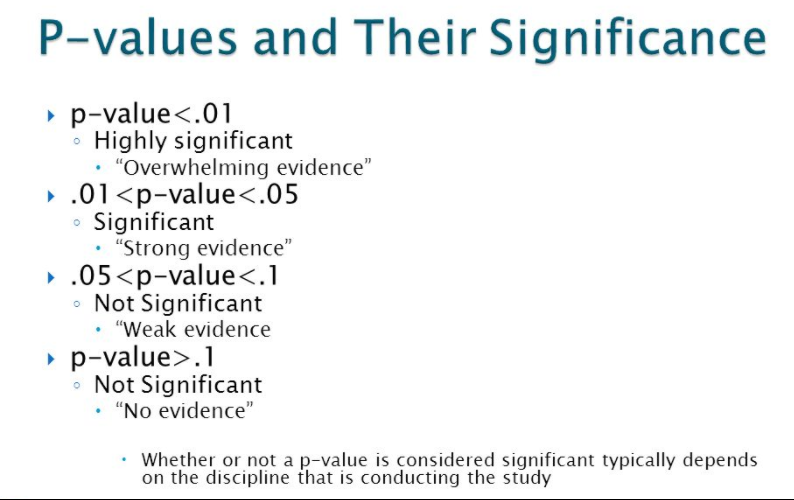 P-values and Their Significance
p-value<.01
Highly significant
“Overwhelming evidence”
.01<p-value<.05
Significant
“Strong evidence”
.05<p-value<.1
Not Significant
“Weak evidence
p-value>.1
Not Significant
“No evidence”
Whether or not a p-value is considered significant typically depends
on the discipline that is conducting the study